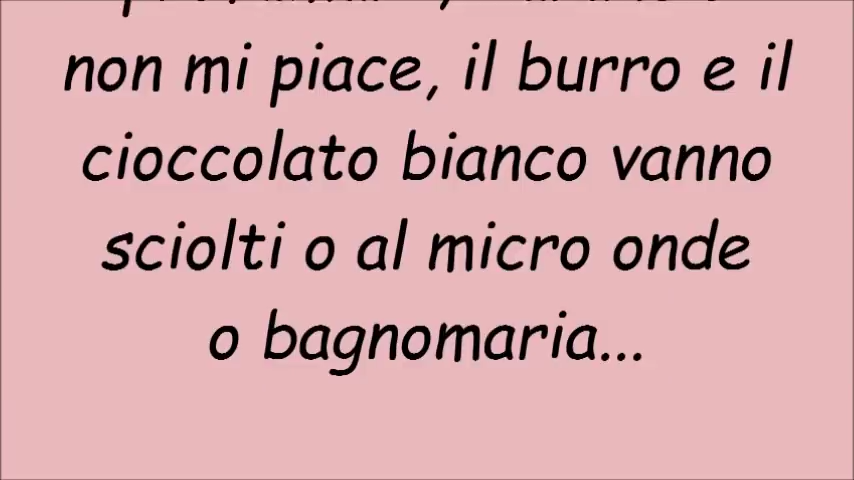 non mi piace, il burro e il
cioccolato bianco vanno
sciolti o al micro onde
o bagnomaria...